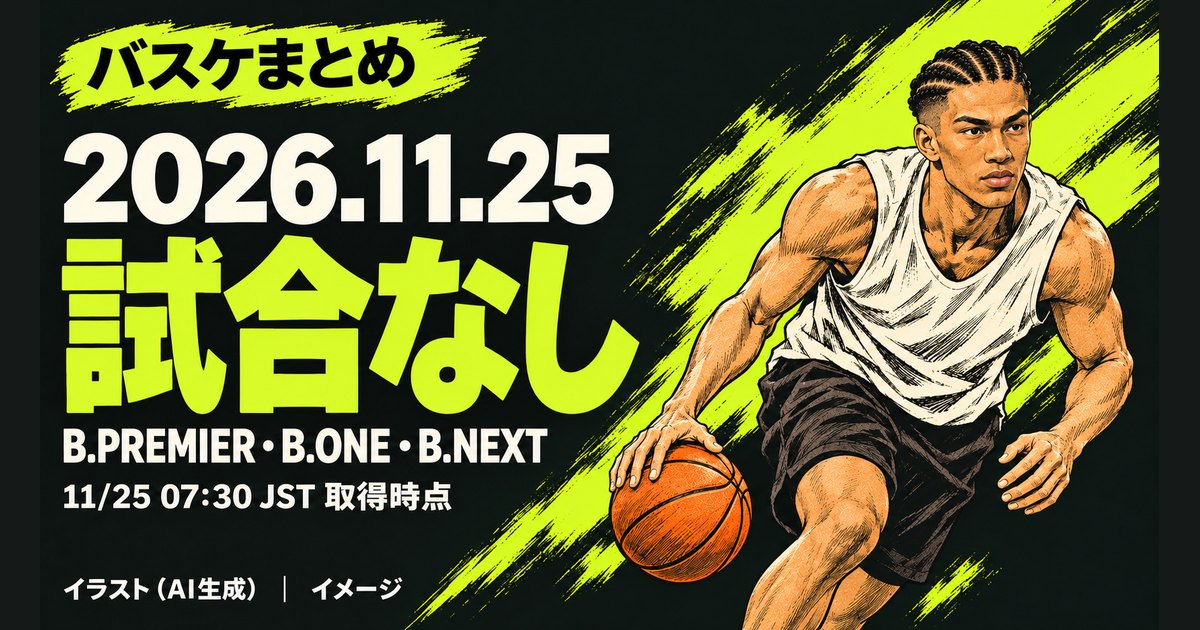 バスケまとめ
2026.11.25
試合なし
B.PREMIER・B.ONE・B.NEXT
11/25 07:30 JST 取得時点
イラスト（AI生成）｜ イメージ